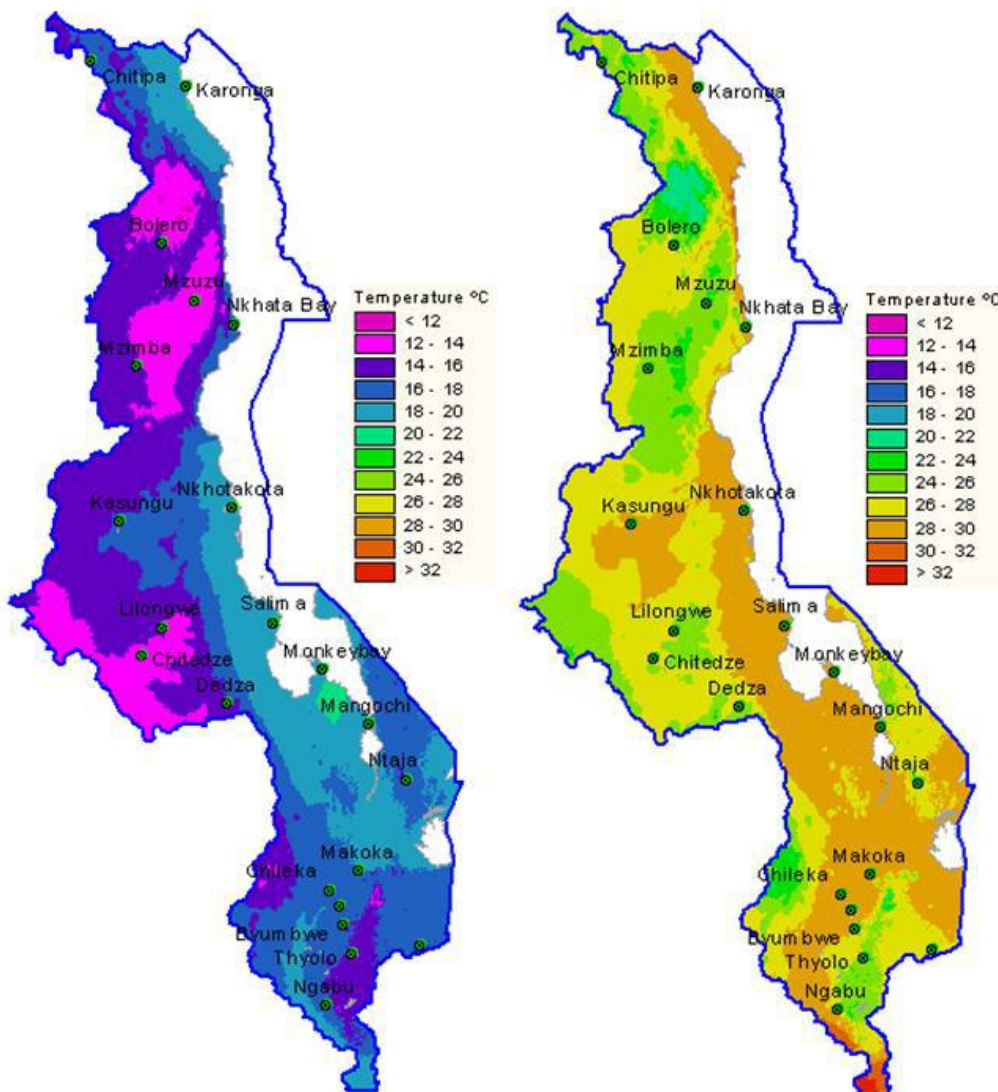 Chitipa
Karonga
Bolero
Mzuzu
Nkhata Bay
Mzimba
Kasungu
Nkhotakota
Lilongwe
Salima
Chitedze
Monkeybay
Dedza
Mangochi
Ntaja
Makoka
Chileka
Bvumbwe
Thyolo
Ngabu
Temperature ºC
< 12
12 - 14
14 - 16
16 - 18
18 - 20
20 - 22
22 - 24
24 - 26
26 - 28
28 - 30
30 - 32
> 32
Chitipa
Karonga
Bolero
Mzuzu
Nkhata Bay
Mzimba
Kasungu
Nkhotakota
Lilongwe
Salima
Chitedze
Monkeybay
Dedza
Mangochi
Ntaja
Makoka
Chileka
Bvumbwe
Thyolo
Ngabu
Temperature ºC
< 12
12 - 14
14 - 16
16 - 18
18 - 20
20 - 22
22 - 24
24 - 26
26 - 28
28 - 30
30 - 32
> 32